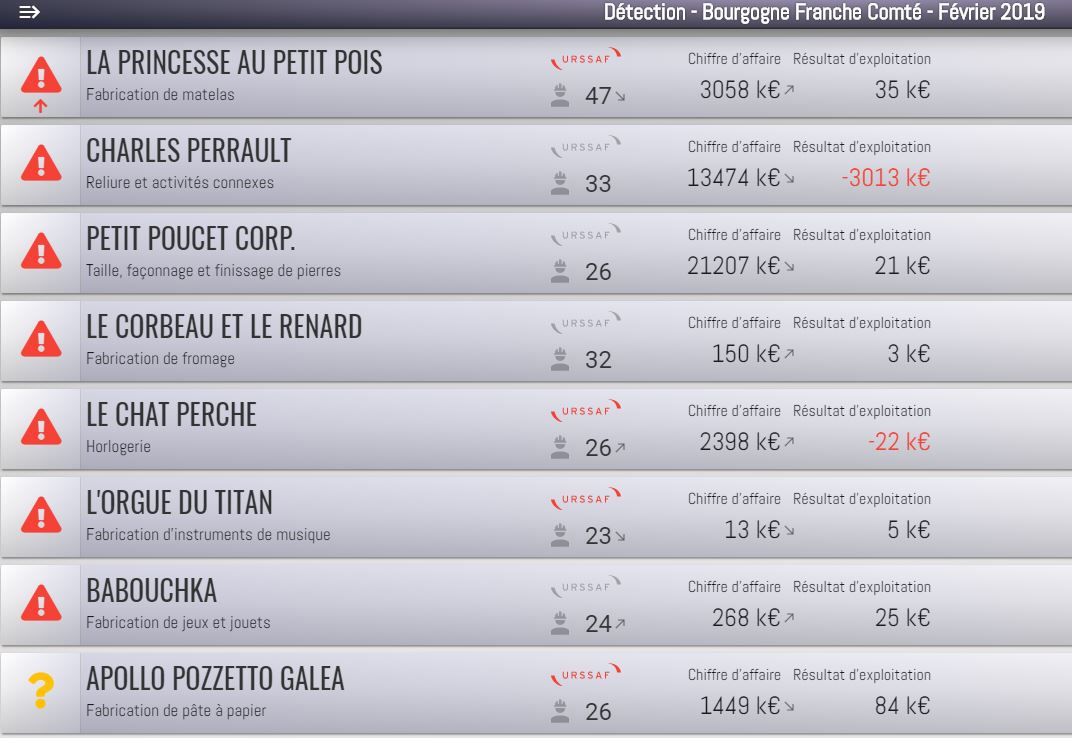 Détection - Bourgogne Franche Comté - Février 2019
LA PRINCESSE AU PETIT POIS
Fabrication de matelas
URSSAF
47
Chiffre d'affaire Résultat d'exploitation
3058 k€ 35 k€
CHARLES PERRAULT
Reliure et activités connexes
URSSAF
33
Chiffre d'affaire Résultat d'exploitation
13474 k€ -3013 k€
PETIT POUCET CORP.
Taille, façonnage et finissage de pierres
URSSAF
26
Chiffre d'affaire Résultat d'exploitation
21207 k€ 21 k€
LE CORBEAU ET LE RENARD
Fabrication de fromage
URSSAF
32
Chiffre d'affaire Résultat d'exploitation
150 k€ 3 k€
LE CHAT PERCHE
Horlogerie
URSSAF
26
Chiffre d'affaire Résultat d'exploitation
2398 k€ -22 k€
L'ORGUE DU TITAN
Fabrication d'instruments de musique
URSSAF
23
Chiffre d'affaire Résultat d'exploitation
13 k€ 5 k€
BABOUCHKA
Fabrication de jeux et jouets
URSSAF
24
Chiffre d'affaire Résultat d'exploitation
268 k€ 25 k€
APOLLO POZZETTO GALEA
Fabrication de pâte à papier
URSSAF
26
Chiffre d'affaire Résultat d'exploitation
1449 k€ 84 k€